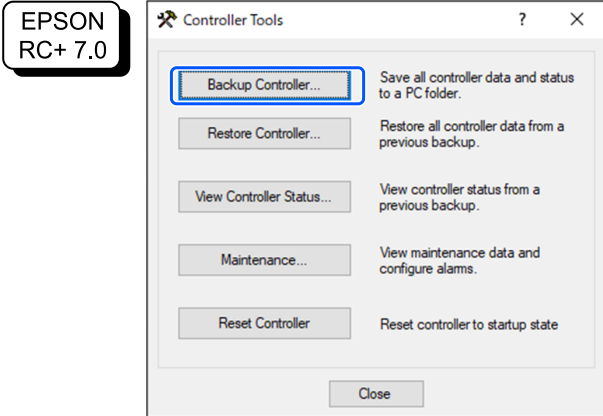 EPSON
RC+ 7.0
Controller Tools
?
Backup Controller...
Save all controller data and status
to a PC folder.
Restore Controller...
Restore all controller data from a
previous backup.
View Controller Status...
View controller status from a
previous backup.
Maintenance...
View maintenance data and
configure alarms.
Reset Controller
Reset controller to startup state
Close